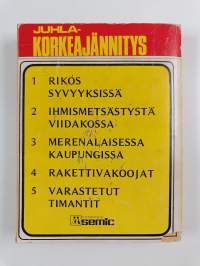 JUHLA-
KORKEAJÄNNITYS
1 RIKOS
SYVYYKSISSÄ
2 IHMISMETSÄSTYSTÄ
VIIDAKOSSA
3 MERENALAISESSA
KAUPUNGISSA
4 RAKETTIVAKOOJAT
5 VARASTETUT
TIMANTIT
semic